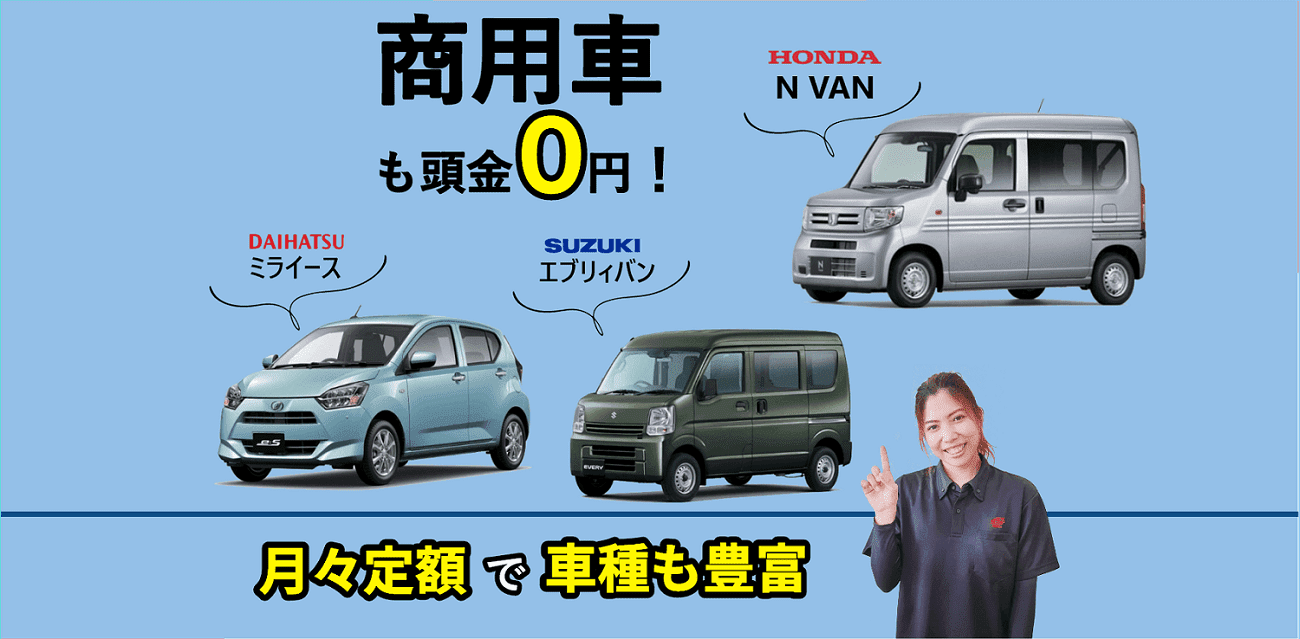 商用車
も頭金0円！
HONDA
N VAN
DAIHATSU
ミライース
SUZUKI
エブリィバン
e:S
EVERY
N
月々定額 で 車種も豊富